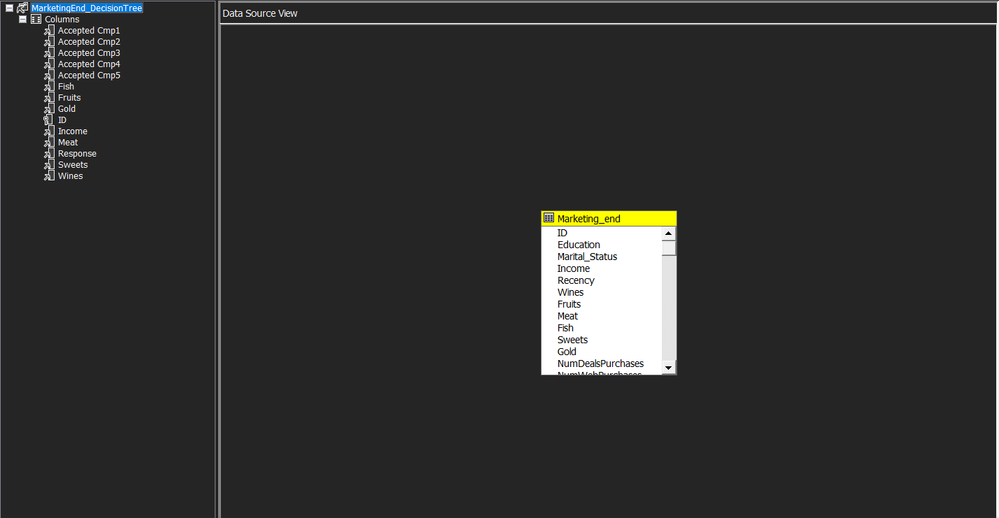 MarketingEnd_DecisionTree
Columns
Accepted Cmp1
Accepted Cmp2
Accepted Cmp3
Accepted Cmp4
Accepted Cmp5
Fish
Fruits
Gold
ID
Income
Meat
Response
Sweets
Wines
Data Source View
Marketing_end
ID
Education
Marital_Status
Income
Recency
Wines
Fruits
Meat
Fish
Sweets
Gold
NumDealsPurchases
NumWebPurchases